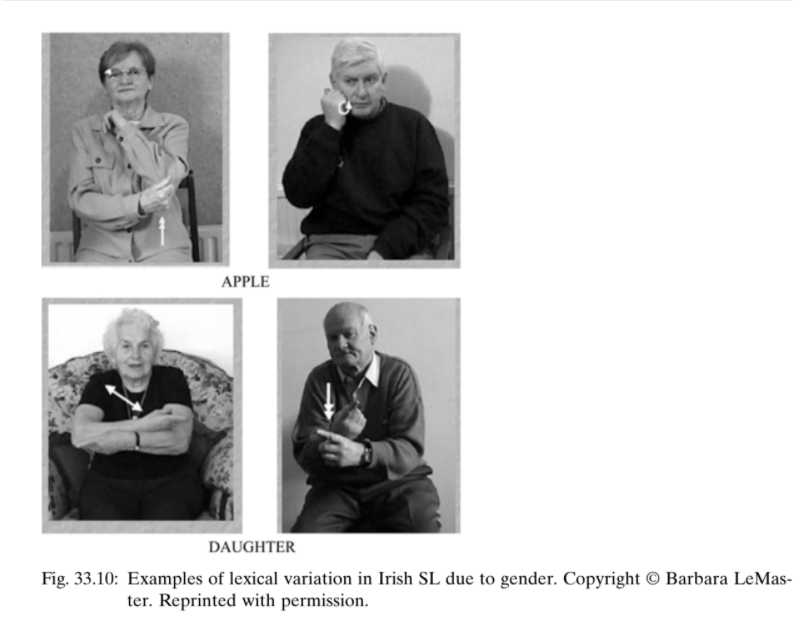 APPLE
DAUGHTER
Fig. 33.10: Examples of lexical variation in Irish SL due to gender. Copyright © Barbara LeMas-
ter. Reprinted with permission.